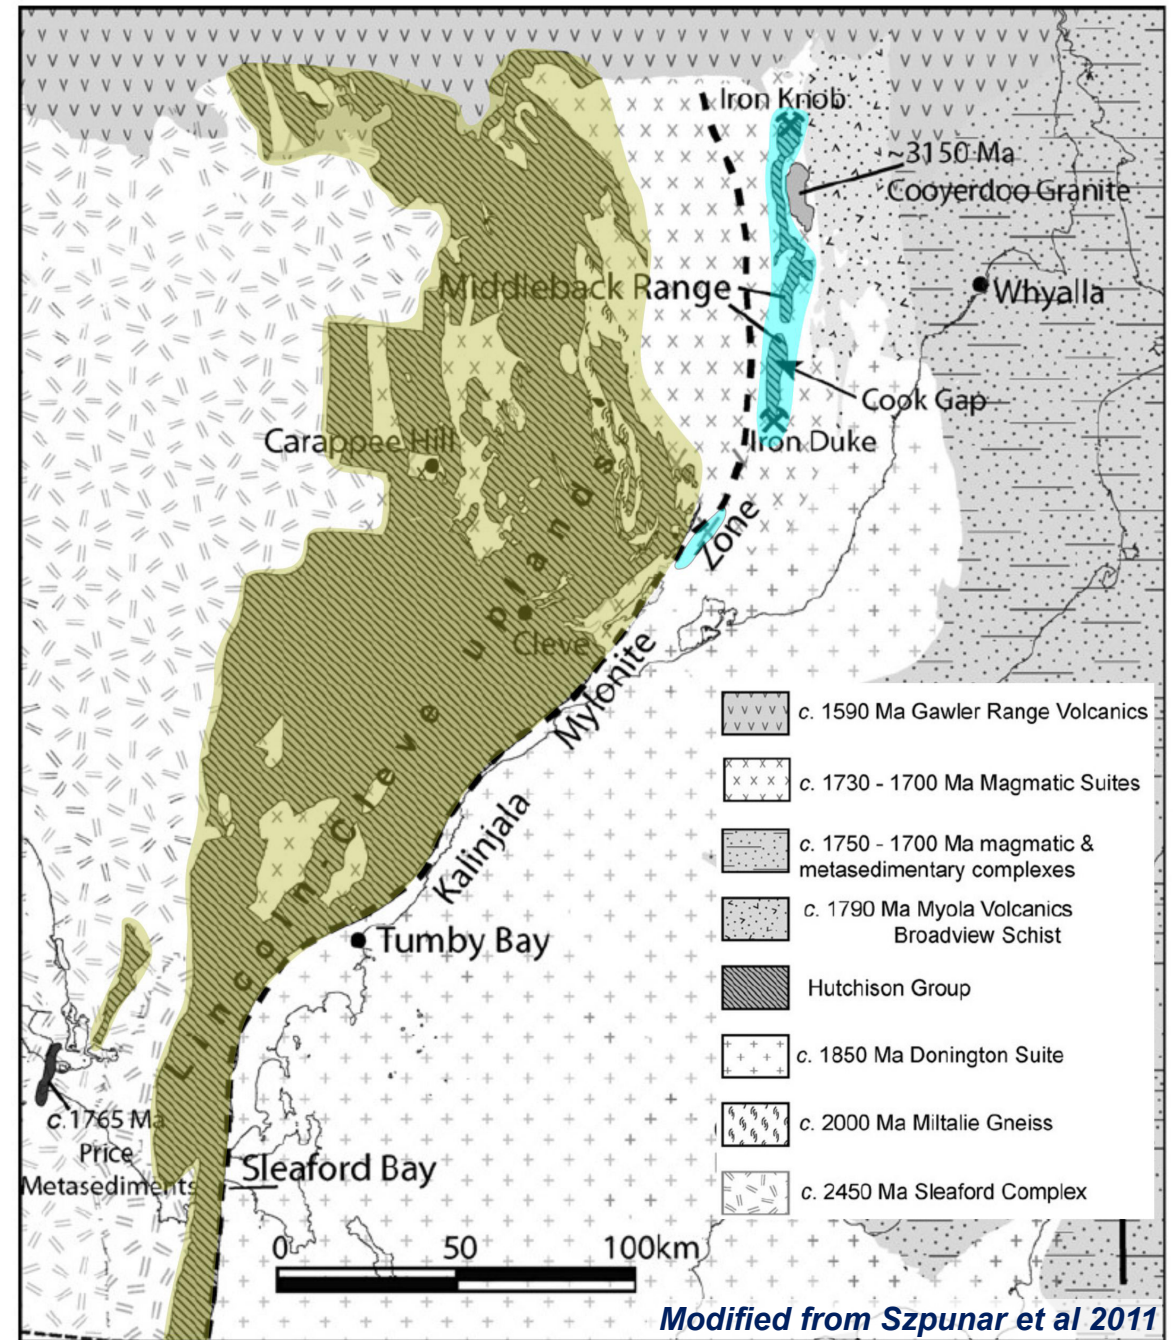 Iron Knob
~3150 Ma
Cooyerdoo Granite
Middleback Range
Whyalla
Cook Gap
Carappee Hill
Iron Duke
Lincoln-Cleve uplands
Cleve
Kalinjala Mylonite Zone
Tumby Bay
c.1765 Ma
Price
Metasediments
Sleaford Bay
c. 1590 Ma Gawler Range Volcanics
c. 1730 - 1700 Ma Magmatic Suites
c. 1750 - 1700 Ma magmatic &
metasedimentary complexes
c. 1790 Ma Myola Volcanics
Broadview Schist
Hutchison Group
c. 1850 Ma Donington Suite
c. 2000 Ma Miltalie Gneiss
c. 2450 Ma Sleaford Complex
0 50 100km
Modified from Szpunar et al 2011